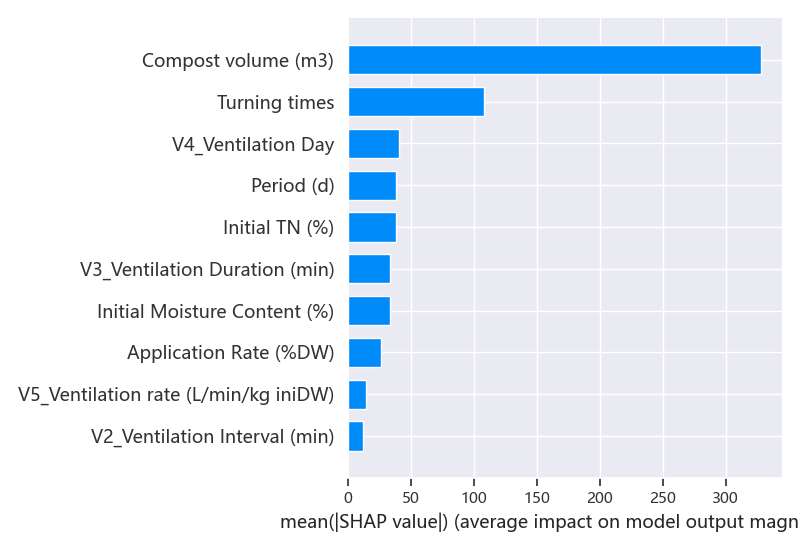 Compost volume (m3)
Turning times
V4_Ventilation Day
Period (d)
Initial TN (%)
V3_Ventilation Duration (min)
Initial Moisture Content (%)
Application Rate (%DW)
V5_Ventilation rate (L/min/kg iniDW)
V2_Ventilation Interval (min)
0 50 100 150 200 250 300
mean(|SHAP value|) (average impact on model output magn